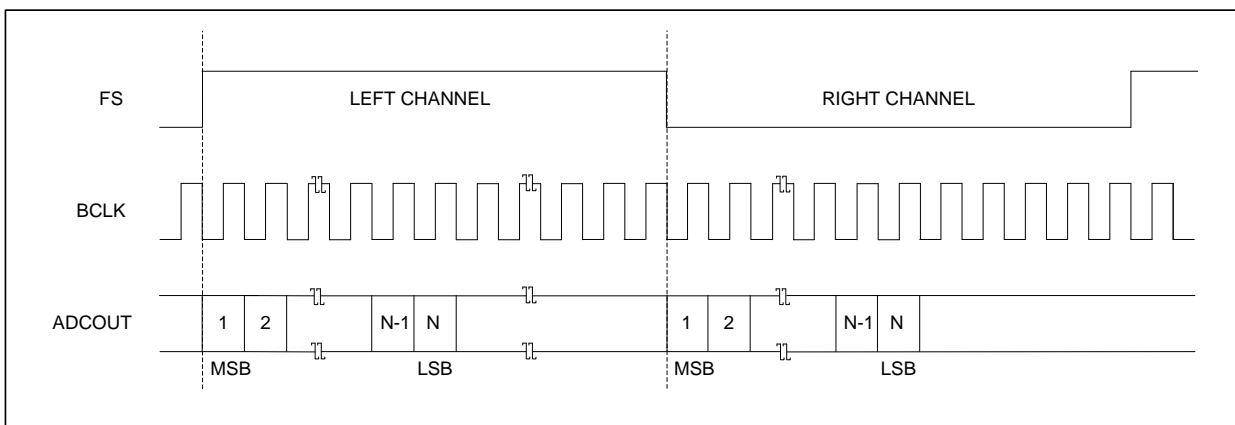 FS
LEFT CHANNEL
RIGHT CHANNEL
BCLK
ADCOUT
1
2
N-1
N
1
2
N-1
N
MSB
LSB
MSB
LSB